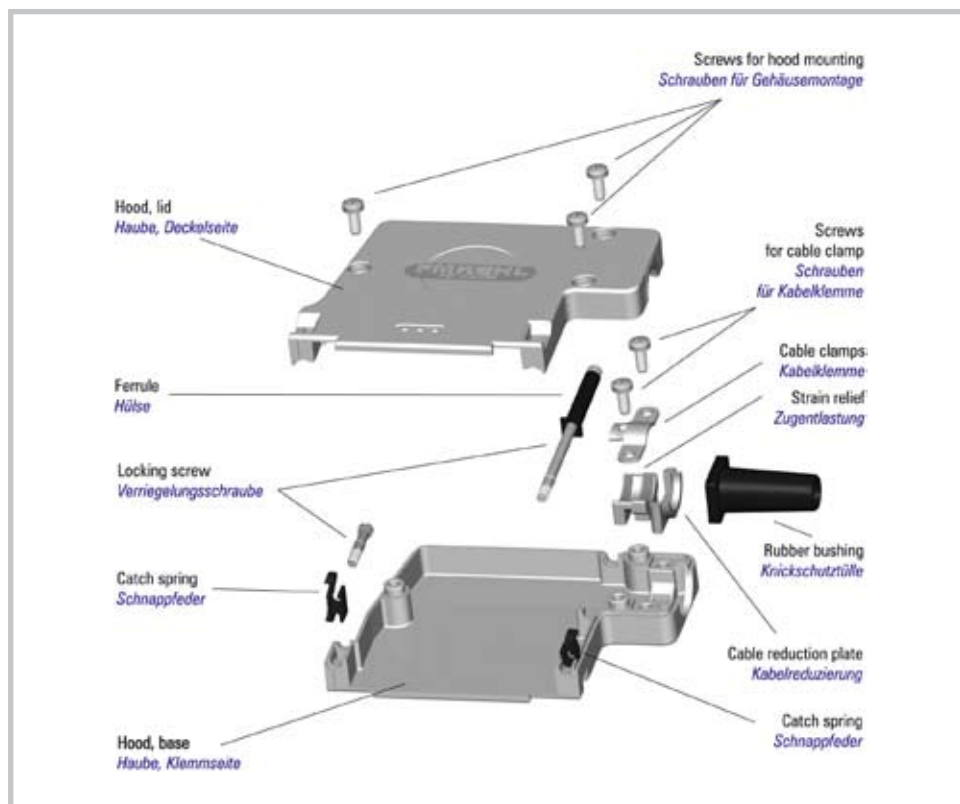 Screws for hood mounting
Schrauben für Gehäusemontage
Hood, lid
Haube, Deckelseite
Screws
for cable clamp
Schrauben
für Kabelklemme
Cable clamps
Kabelklemme
Ferrule
Hülse
Strain relief
Zugentlastung
Locking screw
Verriegelungsschraube
Rubber bushing
Knickschutztülle
Catch spring
Schnappfeder
Cable reduction plate
Kabelreduzierung
Catch spring
Schnappfeder
Hood, base
Haube, Klemmseite